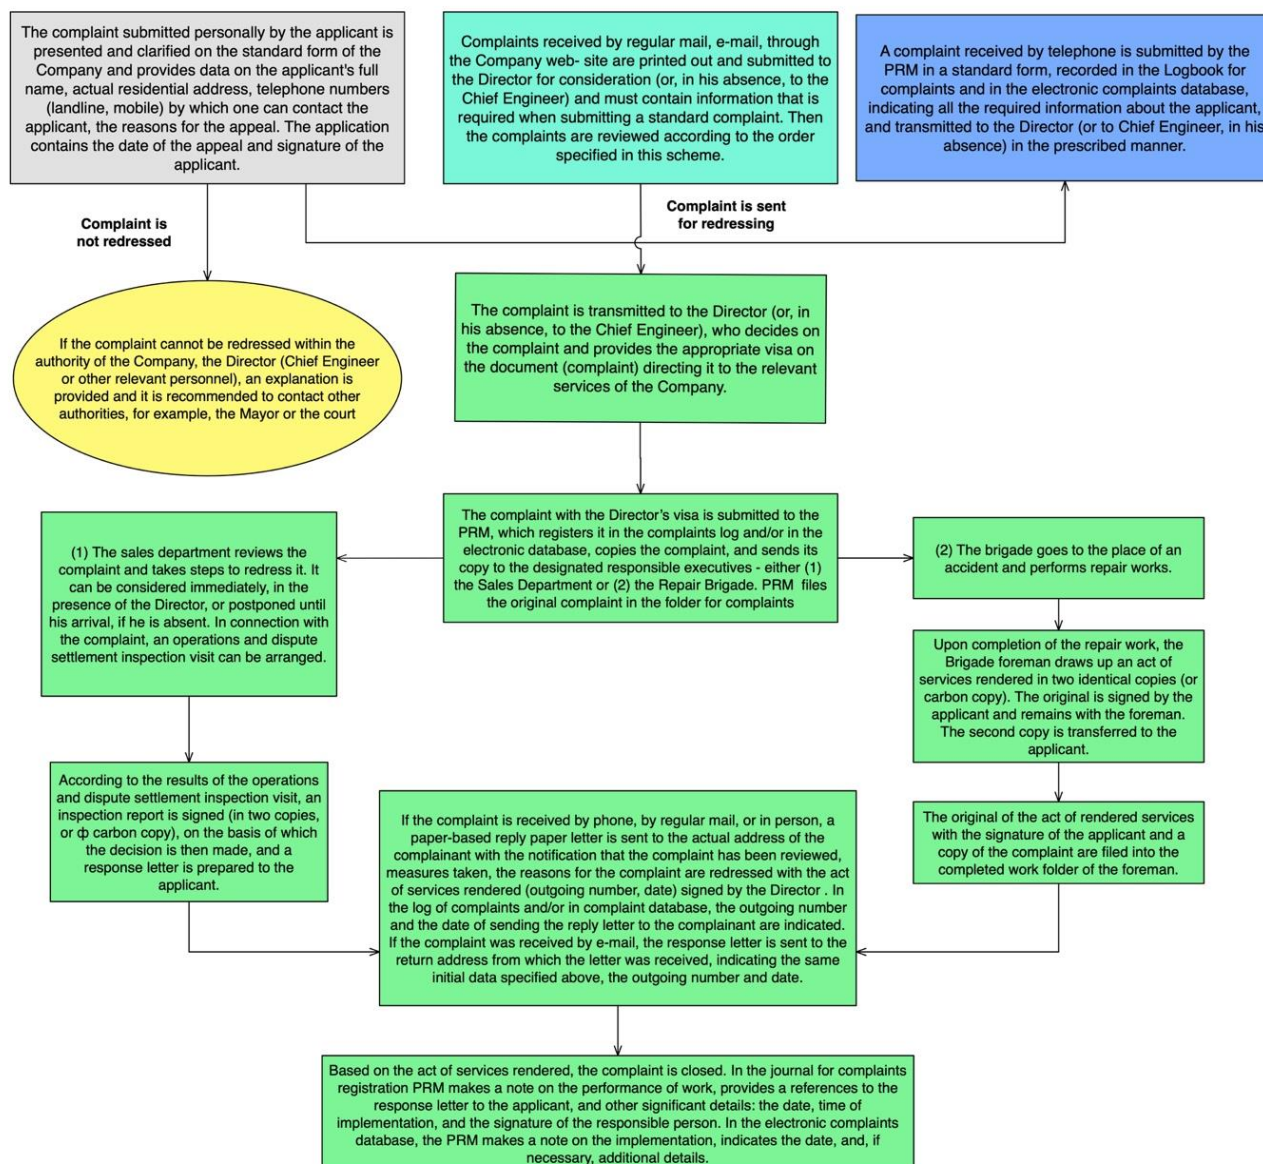 The complaint submitted personally by the applicant is
presented and clarified on the standard form of the
Company and provides data on the applicant's full
name, actual residential address, telephone numbers
(landline, mobile) by which one can contact the
applicant, the reasons for the appeal. The application
contains the date of the appeal and signature of the
applicant.
Complaints received by regular mail, e-mail, through
the Company web- site are printed out and submitted
to the Director for consideration (or, in his absence, to the
Chief Engineer) and must contain information that is
required when submitting a standard complaint. Then
the complaints are reviewed according to the order
specified in this scheme.
A complaint received by telephone is submitted by the
PRM in a standard form, recorded in the Logbook for
complaints and in the electronic complaints database,
indicating all the required information about the applicant,
and transmitted to the Director (or to Chief Engineer, in his
absence) in the prescribed manner.
Complaint is
not redressed
Complaint is sent
for redressing
If the complaint cannot be redressed within the
authority of the Company, the Director (Chief Engineer
or other relevant personnel), an explanation is
provided and it is recommended to contact other
authorities, for example, the Mayor or the court
The complaint is transmitted to the Director (or, in
his absence, to the Chief Engineer), who decides on
the complaint and provides the appropriate visa on
the document (complaint) directing it to the relevant
services of the Company.
(1) The sales department reviews the
complaint and takes steps to redress it. It
can be considered immediately, in the
presence of the Director, or postponed until
his arrival, if he is absent. In connection with
the complaint, an operations and dispute
settlement inspection visit can be arranged.
The complaint with the Director's visa is submitted to the
PRM, which registers it in the complaints log and/or in the
electronic database, copies the complaint, and sends its
copy to the designated responsible executives - either (1)
the Sales Department or (2) the Repair Brigade. PRM files
the original complaint in the folder for complaints
(2) The brigade goes to the place of an
accident and performs repair works.
Upon completion of the repair work, the
Brigade foreman draws up an act of
services rendered in two identical copies (or
carbon copy). The original is signed by the
applicant and remains with the foreman.
The second copy is transferred to the
applicant.
According to the results of the operations
and dispute settlement inspection visit, an
inspection report is signed (in two copies,
or ф carbon copy), on the basis of which
the decision is then made, and a
response letter is prepared to the
applicant.
If the complaint is received by phone, by regular mail, or in person, a
paper-based reply paper letter is sent to the actual address of the
complainant with the notification that the complaint has been reviewed,
measures taken, the reasons for the complaint are redressed with the act
of services rendered (outgoing number, date) signed by the Director .
In the log of complaints and/or in complaint database, the outgoing number
and the date of sending the reply letter to the complainant are indicated.
If the complaint was received by e-mail, the response letter is sent to the
return address from which the letter was received, indicating the same
initial data specified above, the outgoing number and date.
The original of the act of rendered services
with the signature of the applicant and a
copy of the complaint are filed into the
completed work folder of the foreman.
Based on the act of services rendered, the complaint is closed. In the journal for complaints
registration PRM makes a note on the performance of work, provides a references to the
response letter to the applicant, and other significant details: the date, time of
implementation, and the signature of the responsible person. In the electronic complaints
database, the PRM makes a note on the implementation, indicates the date, and, if
necessary, additional details.